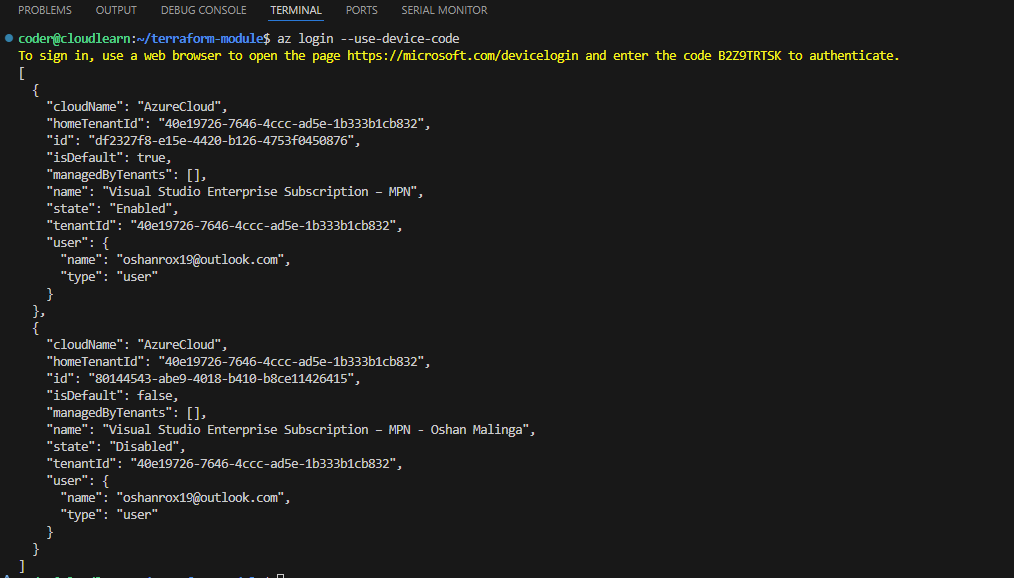 PROBLEMS OUTPUT DEBUG CONSOLE TERMINAL PORTS SERIAL MONITOR
coder@cloudlearn:~/terraform-module$ az login --use-device-code
To sign in, use a web browser to open the page https://microsoft.com/devicelogin and enter the code B2Z9TRTSK to authenticate.
[
  {
    "cloudName": "AzureCloud",
    "homeTenantId": "40e19726-7646-4ccc-ad5e-1b333b1cb832",
    "id": "df2327f8-e15e-4420-b126-4753f0450876",
    "isDefault": true,
    "managedByTenants": [],
    "name": "Visual Studio Enterprise Subscription – MPN",
    "state": "Enabled",
    "tenantId": "40e19726-7646-4ccc-ad5e-1b333b1cb832",
    "user": {
      "name": "oshanrox19@outlook.com",
      "type": "user"
    }
  },
  {
    "cloudName": "AzureCloud",
    "homeTenantId": "40e19726-7646-4ccc-ad5e-1b333b1cb832",
    "id": "80144543-abe9-4018-b410-b8ce11426415",
    "isDefault": false,
    "managedByTenants": [],
    "name": "Visual Studio Enterprise Subscription – MPN - Oshan Malinga",
    "state": "Disabled",
    "tenantId": "40e19726-7646-4ccc-ad5e-1b333b1cb832",
    "user": {
      "name": "oshanrox19@outlook.com",
      "type": "user"
    }
  }
]